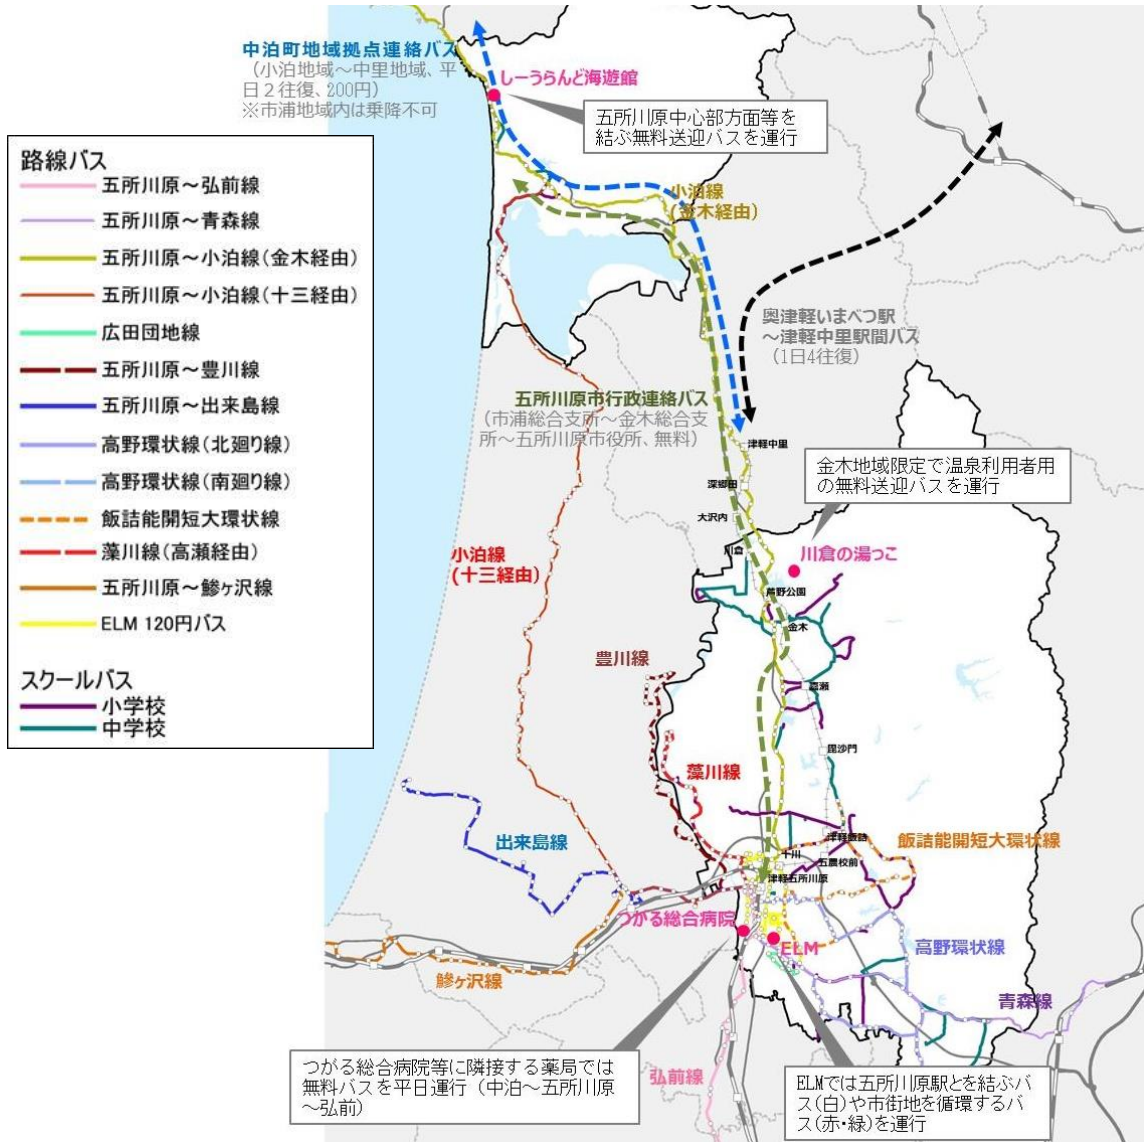 中泊町地域拠点連絡バス
（小泊地域～中里地域、平
日２往復、200円）
※市浦地域内は乗降不可
しーうらんど海遊館
五所川原中心部方面等を
結ぶ無料送迎バスを運行
路線バス
五所川原～弘前線
五所川原～青森線
五所川原～小泊線(金木経由)
五所川原～小泊線(十三経由)
広田団地線
五所川原～豊川線
五所川原～出来島線
高野環状線(北廻り線)
高野環状線(南廻り線)
飯詰能開短大環状線
藻川線(高瀬経由)
五所川原～鰺ヶ沢線
ELM 120円バス
スクールバス
小学校
中学校
小泊線
(金木経由)
奥津軽いまべつ駅
～津軽中里駅間バス
（1日4往復）
五所川原市行政連絡バス
（市浦総合支所～金木総合支
所～五所川原市役所、無料）
津軽中里
深郷田
大沢内
川倉
金木地域限定で温泉利用者用
の無料送迎バスを運行
川倉の湯っこ
小泊線
(十三経由)
芦野公園
金木
豊川線
嘉瀬
毘沙門
藻川線
出来島線
津軽飯詰
飯詰能開短大環状線
十川
五農校前
津軽五所川原
つがる総合病院
ELM
高野環状線
鰺ヶ沢線
青森線
つがる総合病院等に隣接する薬局では
無料バスを平日運行（中泊～五所川原
～弘前）
弘前線
ELMでは五所川原駅とを結ぶバ
ス(白)や市街地を循環するバ
ス(赤・緑)を運行